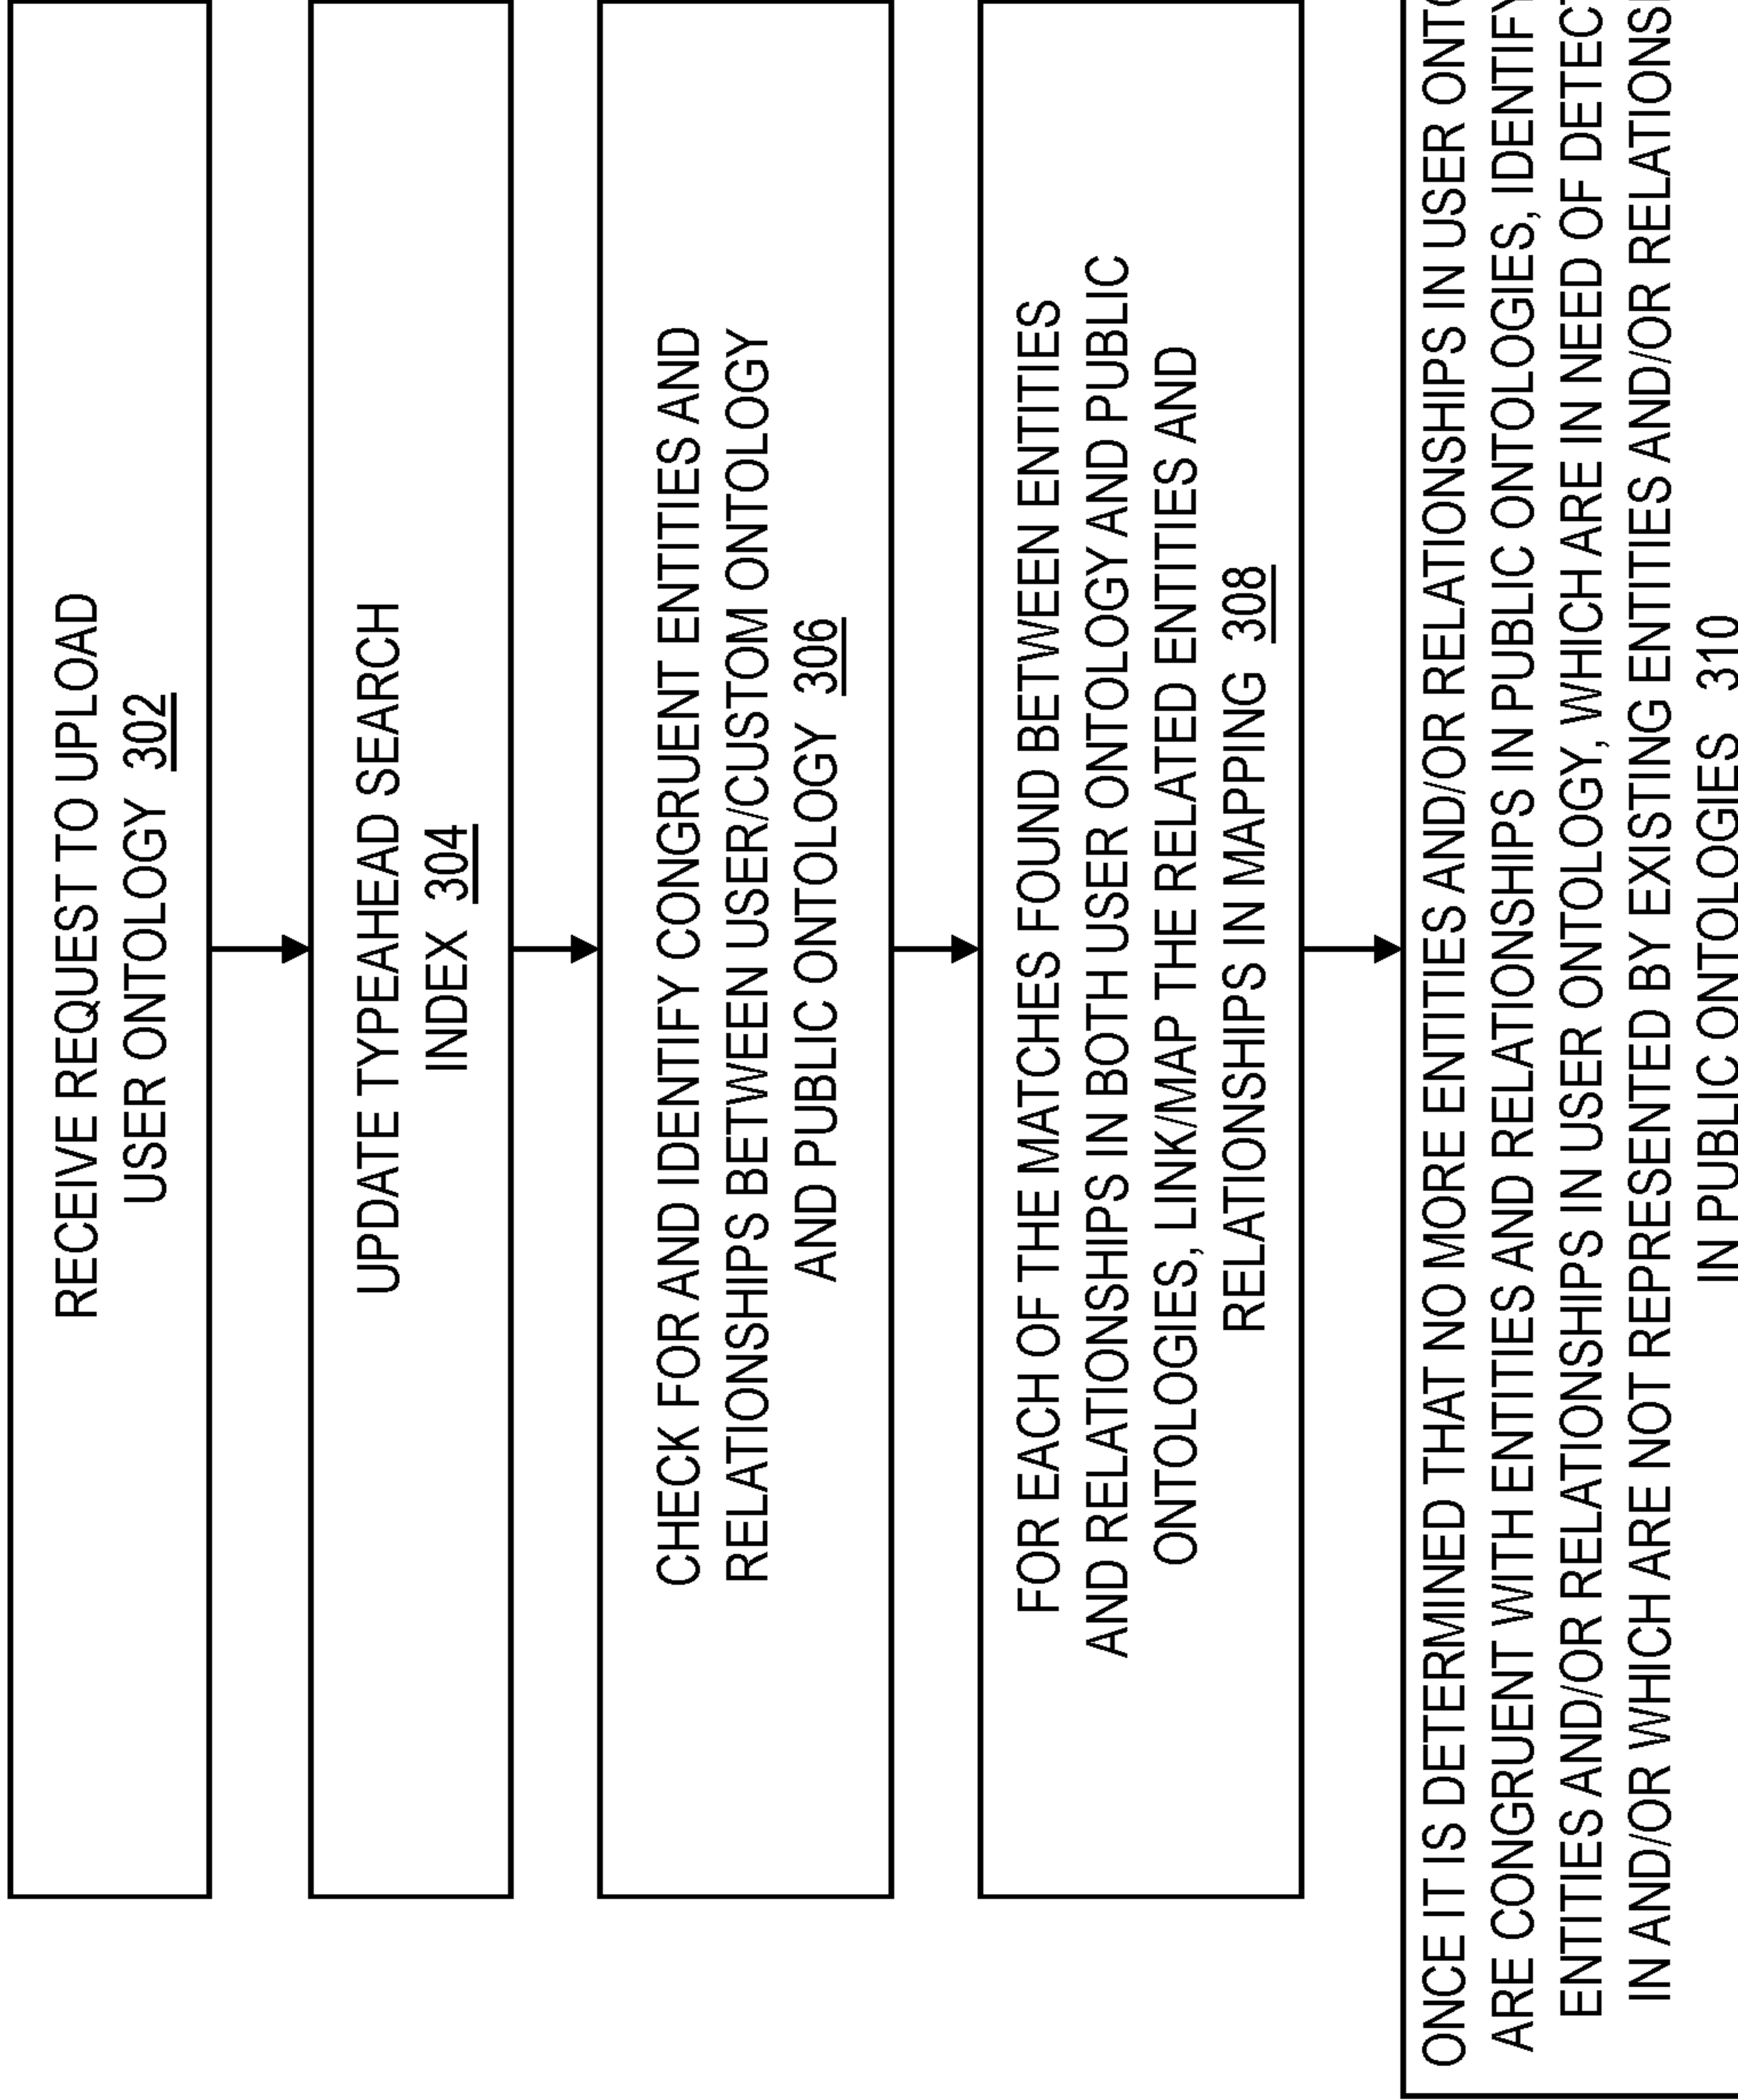 RECEIVE REQUEST TO UPLOAD
USER ONTOLOGY 302
UPDATE TYPEAHEAD SEARCH
INDEX 304
CHECK FOR AND IDENTIFY CONGRUENT ENTITIES AND
RELATIONSHIPS BETWEEN USER/CUSTOM ONTOLOGY
AND PUBLIC ONTOLOGY 306
FOR EACH OF THE MATCHES FOUND BETWEEN ENTITIES
AND RELATIONSHIPS IN BOTH USER ONTOLOGY AND PUBLIC
ONTOLOGIES, LINK/MAP THE RELATED ENTITIES AND
RELATIONSHIPS IN MAPPING 308
ONCE IT IS DETERMINED THAT NO MORE ENTITIES AND/OR RELATIONSHIPS IN USER
ARE CONGRUENT WITH ENTITIES AND RELATIONSHIPS IN PUBLIC ONTOLOGIES, IDENTIFY
ENTITIES AND/OR RELATIONSHIPS IN USER ONTOLOGY, WHICH ARE IN NEED OF
IN AND/OR WHICH ARE NOT REPRESENTED BY EXISTING ENTITIES AND/OR
IN PUBLIC ONTOLOGIES 310